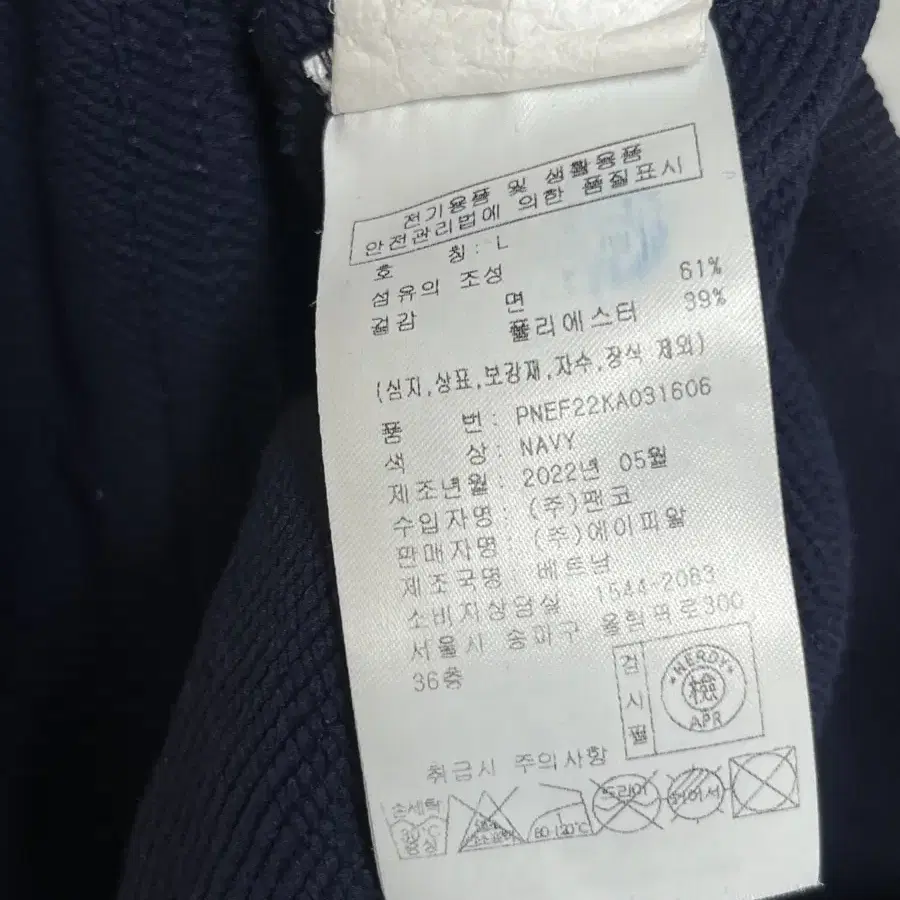 전기용품 및 생활용품
안전관리법에 의한 품질표시
호 칭: L
섬유의 조성
겉감 면 61%
폴리에스터 39%
(심지,상표,보강재,자수,장식 제외)
품 번: PNEF22KA031606
색 상: NAVY
제조년월: 2022년 05월
수입자명: (주)팬코
판매자명: (주)에이피알
제조국명: 베트남
소비자상담실: 1544-2083
서울시 송파구 올림픽로300
36층
검시필
NERDY
檢
APR
취급시 주의사항
손세탁
80-120℃
드라이